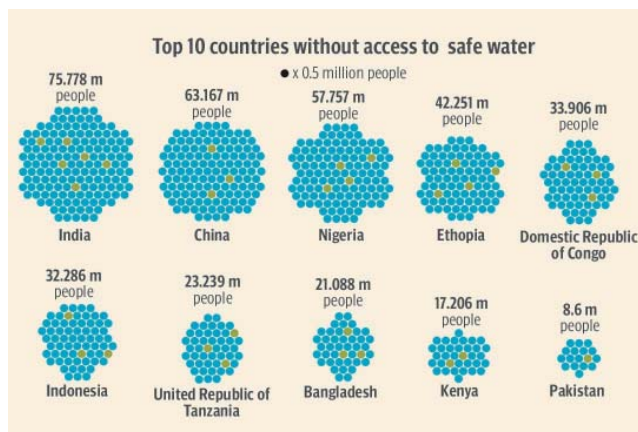 Top 10 countries without access to safe water
● x 0.5 million people
75.778 m
people
63.167 m
people
57.757 m
people
42.251 m
people
33.906 m
people
India
China
Nigeria
Ethopia
Domestic Republic
of Congo
32.286 m
people
23.239 m
people
21.088 m
people
17.206 m
people
8.6 m
people
Indonesia
United Republic of
Tanzania
Bangladesh
Kenya
Pakistan